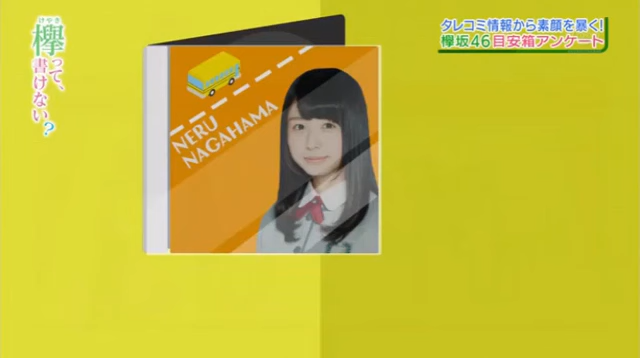 けやき
欅って、
書けない?
タレコミ情報から素顔を暴く!
欅坂46目安箱アンケート
NERU
NAGAHAMA